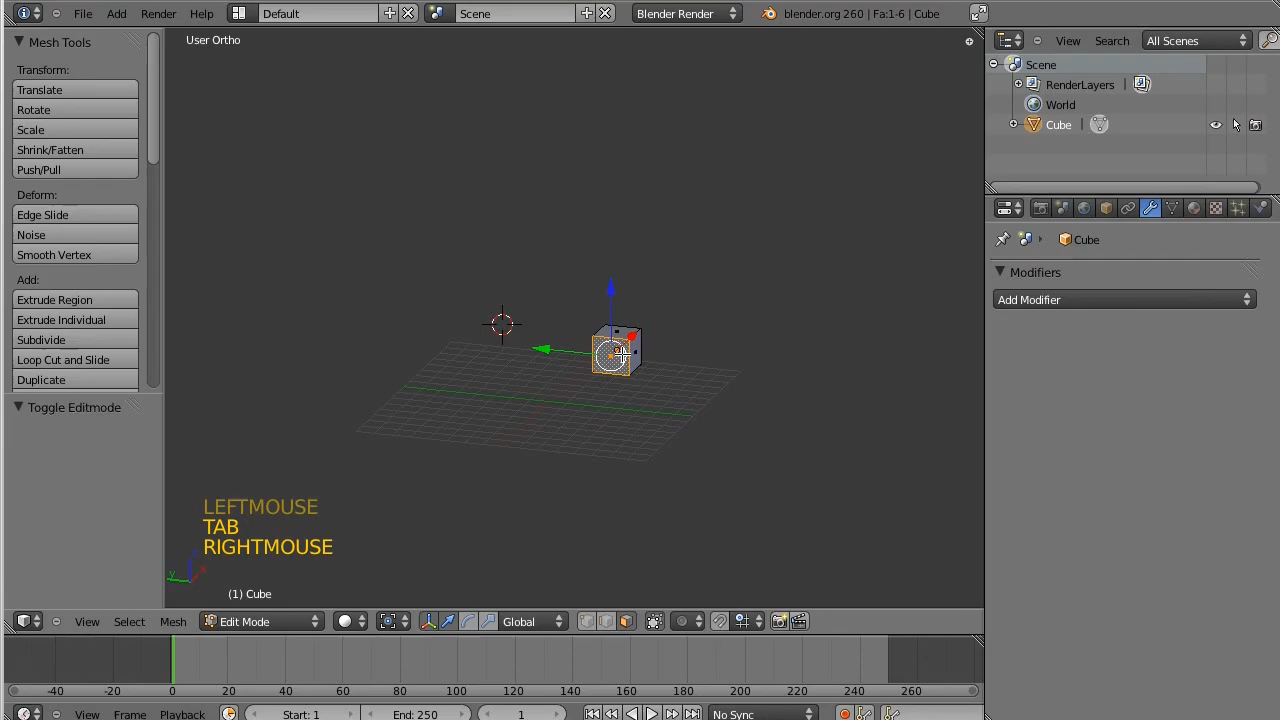 File Add Render Help Default Scene Blender Render blender.org 260 | Fa:1-6 | Cube
Mesh Tools
Transform:
Translate
Rotate
Scale
Shrink/Fatten
Push/Pull
Deform:
Edge Slide
Noise
Smooth Vertex
Add:
Extrude Region
Extrude Individual
Subdivide
Loop Cut and Slide
Duplicate
Toggle Editmode
User Ortho
LEFTMOUSE
TAB
RIGHTMOUSE
y x
(1) Cube
View Search All Scenes
Scene
RenderLayers |
World
Cube |
Cube
Modifiers
Add Modifier
View Select Mesh Edit Mode Global
-40 -20 0 20 40 60 80 100 120 140 160 180 200 220 240 260
View Frame Playback Start: 1 End: 250 1 No Sync